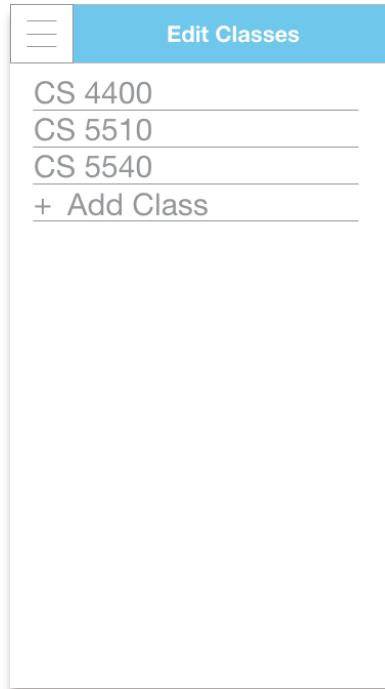 Edit Classes
CS 4400
CS 5510
CS 5540
+ Add Class